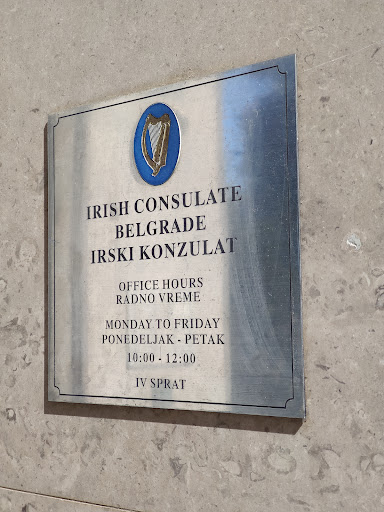 IRISH CONSULATE
BELGRADE
IRSKI KONZULAT
OFFICE HOURS
RADNO VREME
MONDAY TO FRIDAY
PONEDELJAK - PETAK
10:00 - 12:00
IV SPRAT